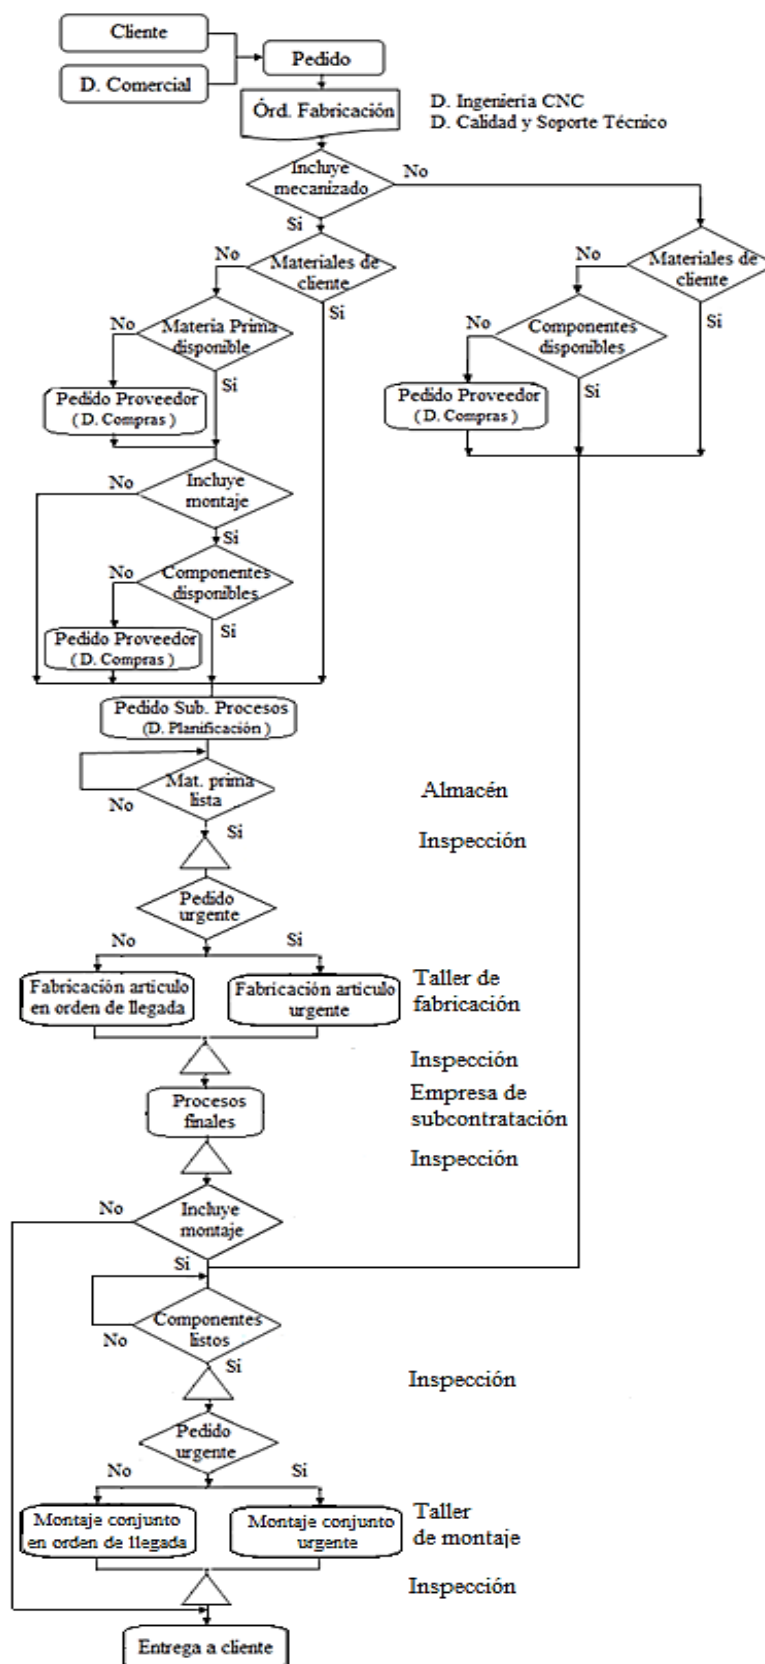 Cliente
D. Comercial
Pedido
Órd. Fabricación
D. Ingeniería CNC
D. Calidad y Soporte Técnico
Incluye
mecanizado
No
Si
Materiales de
cliente
No
Si
Materiales de
cliente
No
Si
Materia Prima
disponible
No
Si
Componentes
disponibles
No
Si
Pedido Proveedor
( D. Compras )
Pedido Proveedor
( D. Compras )
Incluye
montaje
No
Si
Componentes
disponibles
No
Si
Pedido Proveedor
( D. Compras )
Pedido Sub. Procesos
(D. Planificación )
Mat. prima
lista
No
Si
Almacén
Inspección
Pedido
urgente
No
Si
Fabricación articulo
en orden de llegada
Fabricación articulo
urgente
Taller de
fabricación
Inspección
Procesos
finales
Empresa de
subcontratación
Inspección
Incluye
montaje
No
Si
Componentes
listos
No
Si
Inspección
Pedido
urgente
No
Si
Montaje conjunto
en orden de llegada
Montaje conjunto
urgente
Taller
de montaje
Inspección
Entrega a cliente